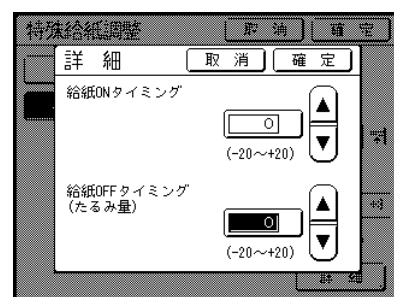 特殊給紙調整
取 消
確 定
詳 細
取 消
確 定
給紙ONタイミング
0
(-20～+20)
給紙OFFタイミング
(たるみ量)
0
(-20～+20)
詳 細